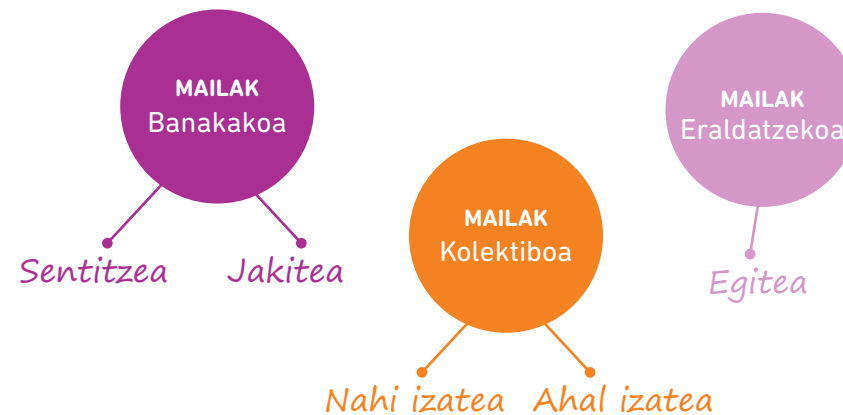 MAILAK
Banakakoa
Sentitzea
Jakitea
MAILAK
Kolektiboa
Nahi izatea
Ahal izatea
MAILAK
Eraldatzekoa
Egitea